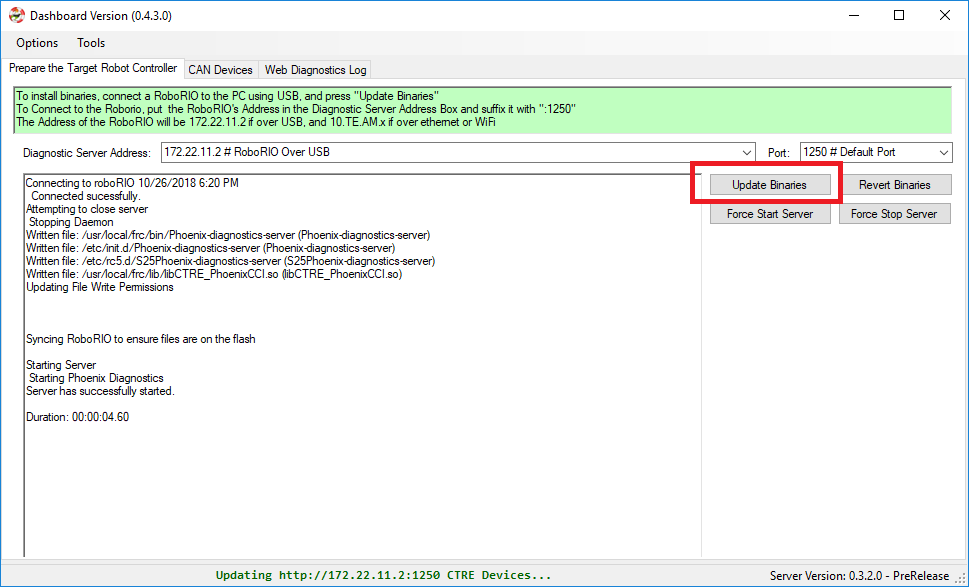 Dashboard Version (0.4.3.0)
Options Tools
Prepare the Target Robot Controller CAN Devices Web Diagnostics Log
To install binaries, connect a RoboRIO to the PC using USB, and press "Update Binaries"
To Connect to the Roborio, put the RoboRIO's Address in the Diagnostic Server Address Box and suffix it with ":1250"
The Address of the RoboRIO will be 172.22.11.2 if over USB, and 10.TE.AM.x if over ethernet or WiFi
Diagnostic Server Address: 172.22.11.2 # RoboRIO Over USB Port: 1250 # Default Port
Update Binaries Revert Binaries
Force Start Server Force Stop Server
Connecting to roboRIO 10/26/2018 6:20 PM
Connected sucessfully.
Attempting to close server
Stopping Daemon
Written file: /usr/local/frc/bin/Phoenix-diagnostics-server (Phoenix-diagnostics-server)
Written file: /etc/init.d/Phoenix-diagnostics-server (Phoenix-diagnostics-server)
Written file: /etc/rc5.d/S25Phoenix-diagnostics-server (S25Phoenix-diagnostics-server)
Written file: /usr/local/frc/lib/libCTRE_PhoenixCCI.so (libCTRE_PhoenixCCI.so)
Updating File Write Permissions
Syncing RoboRIO to ensure files are on the flash
Starting Server
Starting Phoenix Diagnostics
Server has successfully started.
Duration: 00:00:04.60
Updating http://172.22.11.2:1250 CTRE Devices...
Server Version: 0.3.2.0 - PreRelease